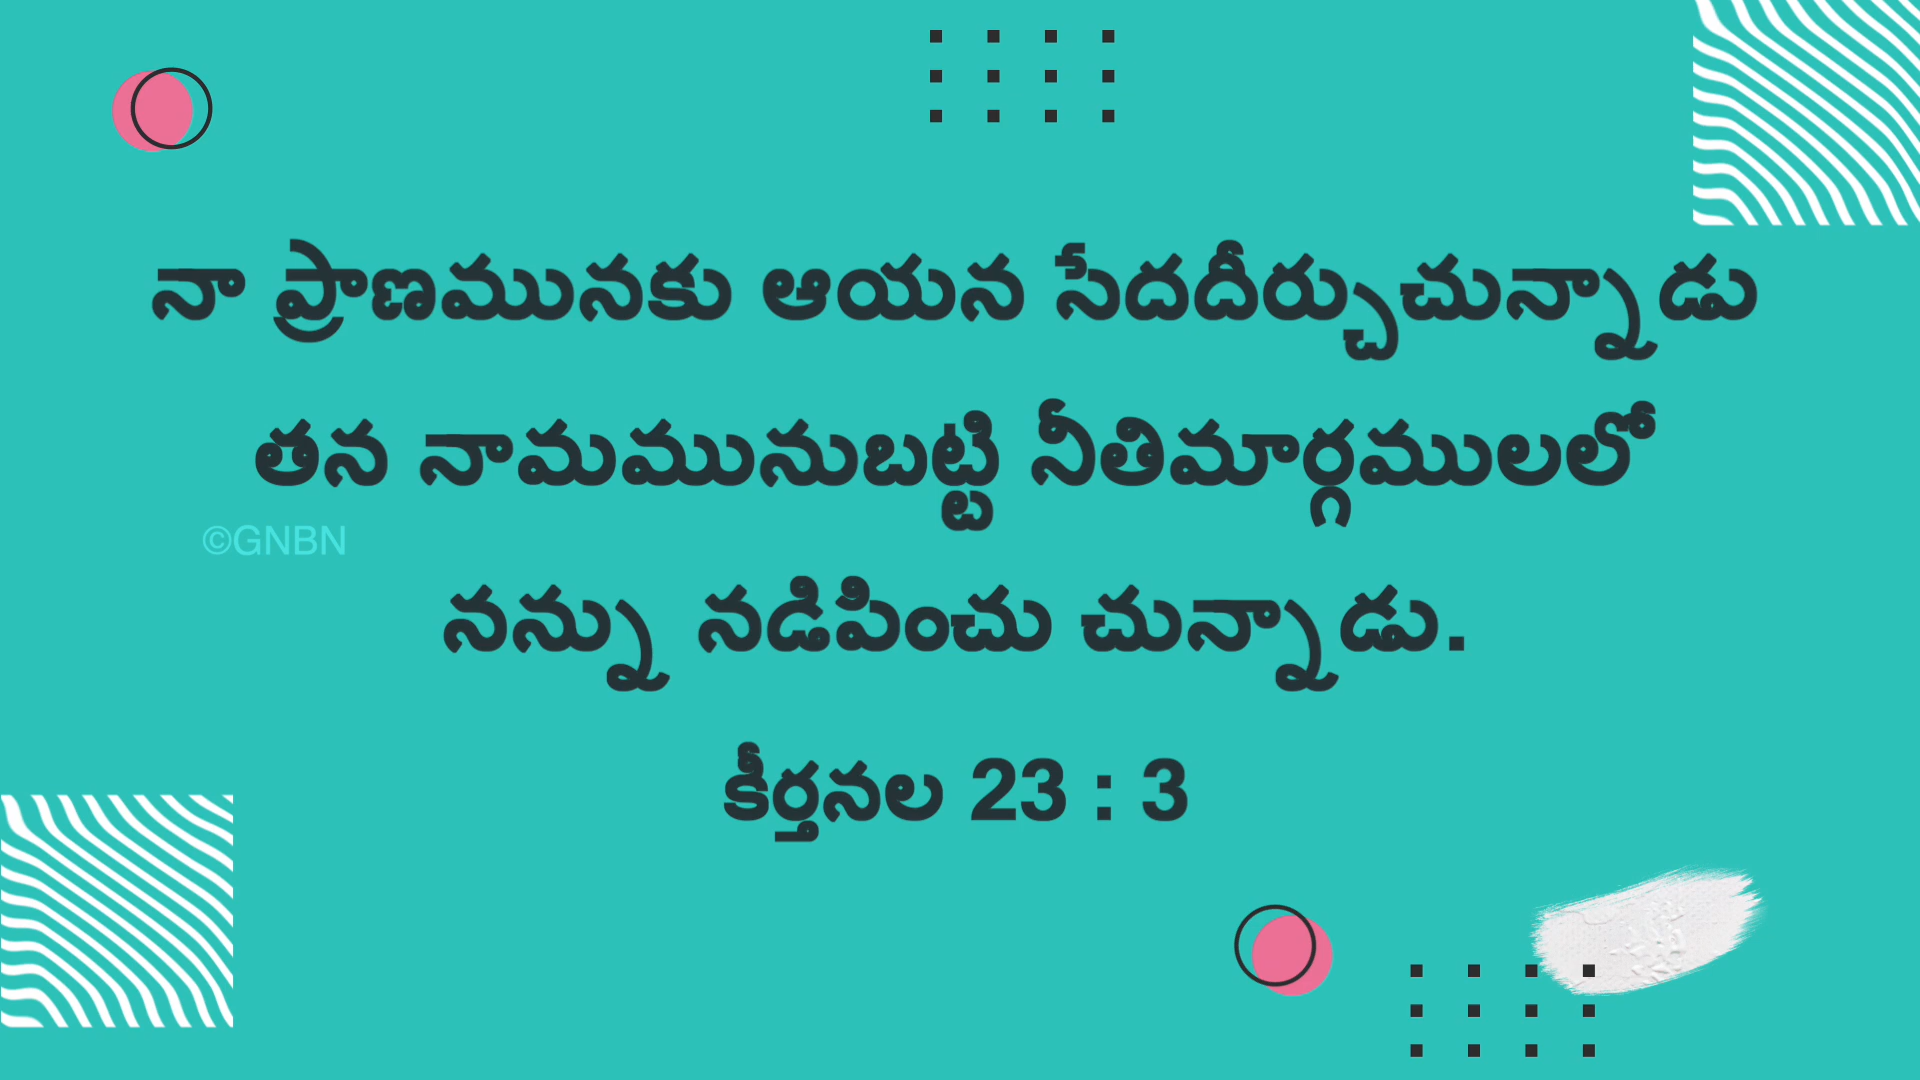 నా ప్రాణమునకు ఆయన సేదదీర్చుచున్నాడు
తన నామమునుబట్టి నీతిమార్గములలో
©GNBN
నన్ను నడిపించు చున్నాడు.
కీర్తనల 23 : 3